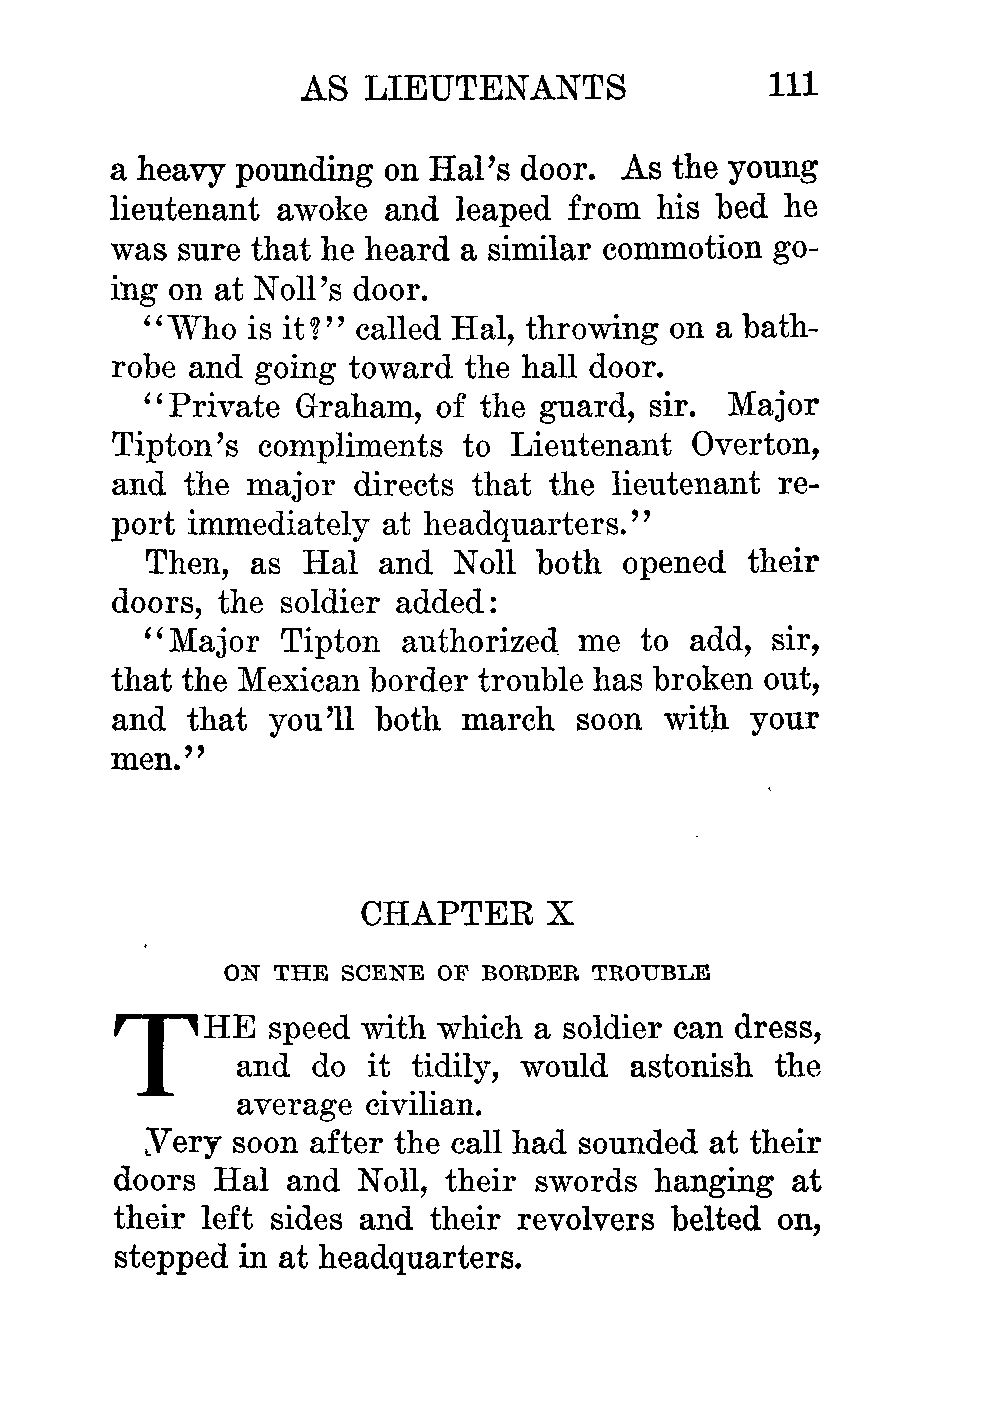 AS LIEUTENANTS 111
a heavy pounding on Hal's door. As the young
lieutenant awoke and leaped from his bed he
was sure that he heard a similar commotion go-
ing on at Noll's door.
"Who is it?" called Hal, throwing on a bath-
robe and going toward the hall door.
"Private Graham, of the guard, sir. Major
Tipton's compliments to Lieutenant Overton,
and the major directs that the lieutenant re-
port immediately at headquarters."
Then, as Hal and Noll both opened their
doors, the soldier added:
"Major Tipton authorized me to add, sir,
that the Mexican border trouble has broken out,
and that you'll both march soon with your
men."
CHAPTER X
ON THE SCENE OF BORDER TROUBLE
THE speed with which a soldier can dress,
and do it tidily, would astonish the
average civilian.
Very soon after the call had sounded at their
doors Hal and Noll, their swords hanging at
their left sides and their revolvers belted on,
stepped in at headquarters.